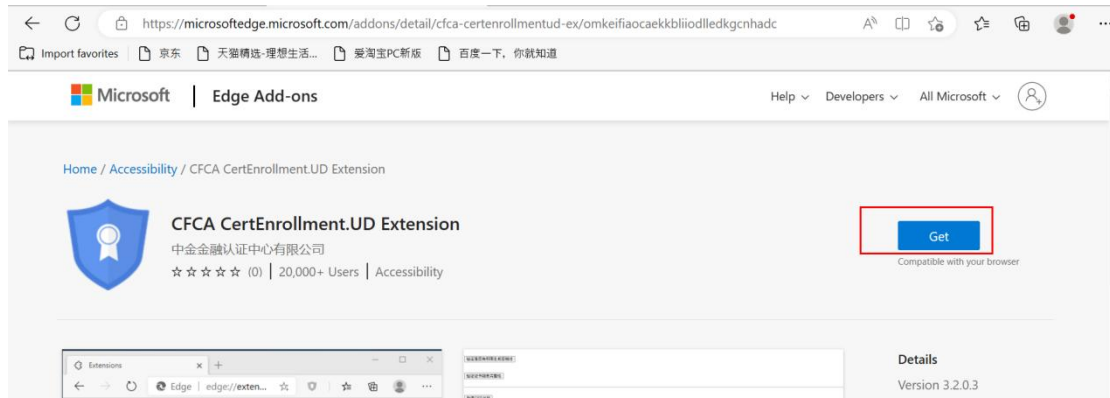 https://microsoftedge.microsoft.com/addons/detail/cfca-certenrollmentud-ex/omkeifiaocaekkbliiodlledkgcnhadc
Import favorites 京东 天猫精选-理想生活... 爱淘宝PC新版 百度一下，你就知道
Microsoft Edge Add-ons Help Developers All Microsoft
Home / Accessibility / CFCA CertEnrollment.UD Extension
CFCA CertEnrollment.UD Extension
中金金融认证中心有限公司
(0) 20,000+ Users Accessibility
Get
Compatible with your browser
Extensions
Edge edge://exten...
Details
Version 3.2.0.3